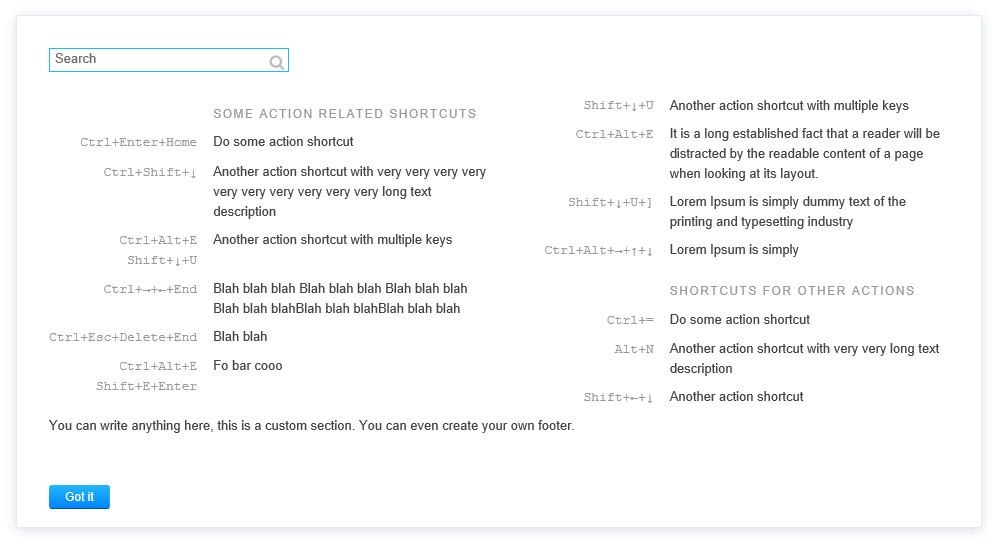 Search
SOME ACTION RELATED SHORTCUTS
Ctrl+Enter+Home Do some action shortcut
Ctrl+Shift+↓ Another action shortcut with very very very very
very very very very very very long text
description
Ctrl+Alt+E Another action shortcut with multiple keys
Shift+↓+U
Ctrl+→+←+End Blah blah blah Blah blah blah Blah blah blah
Blah blah blahBlah blah blahBlah blah blah
Ctrl+Esc+Delete+End Blah blah
Ctrl+Alt+E Fo bar cooo
Shift+E+Enter
Shift+↓+U Another action shortcut with multiple keys
Ctrl+Alt+E It is a long established fact that a reader will be
distracted by the readable content of a page
when looking at its layout.
Shift+↓+U+] Lorem Ipsum is simply dummy text of the
printing and typesetting industry
Ctrl+Alt+→+↑+↓ Lorem Ipsum is simply
SHORTCUTS FOR OTHER ACTIONS
Ctrl+= Do some action shortcut
Alt+N Another action shortcut with very very long text
description
Shift+←+↓ Another action shortcut
You can write anything here, this is a custom section. You can even create your own footer.
Got it